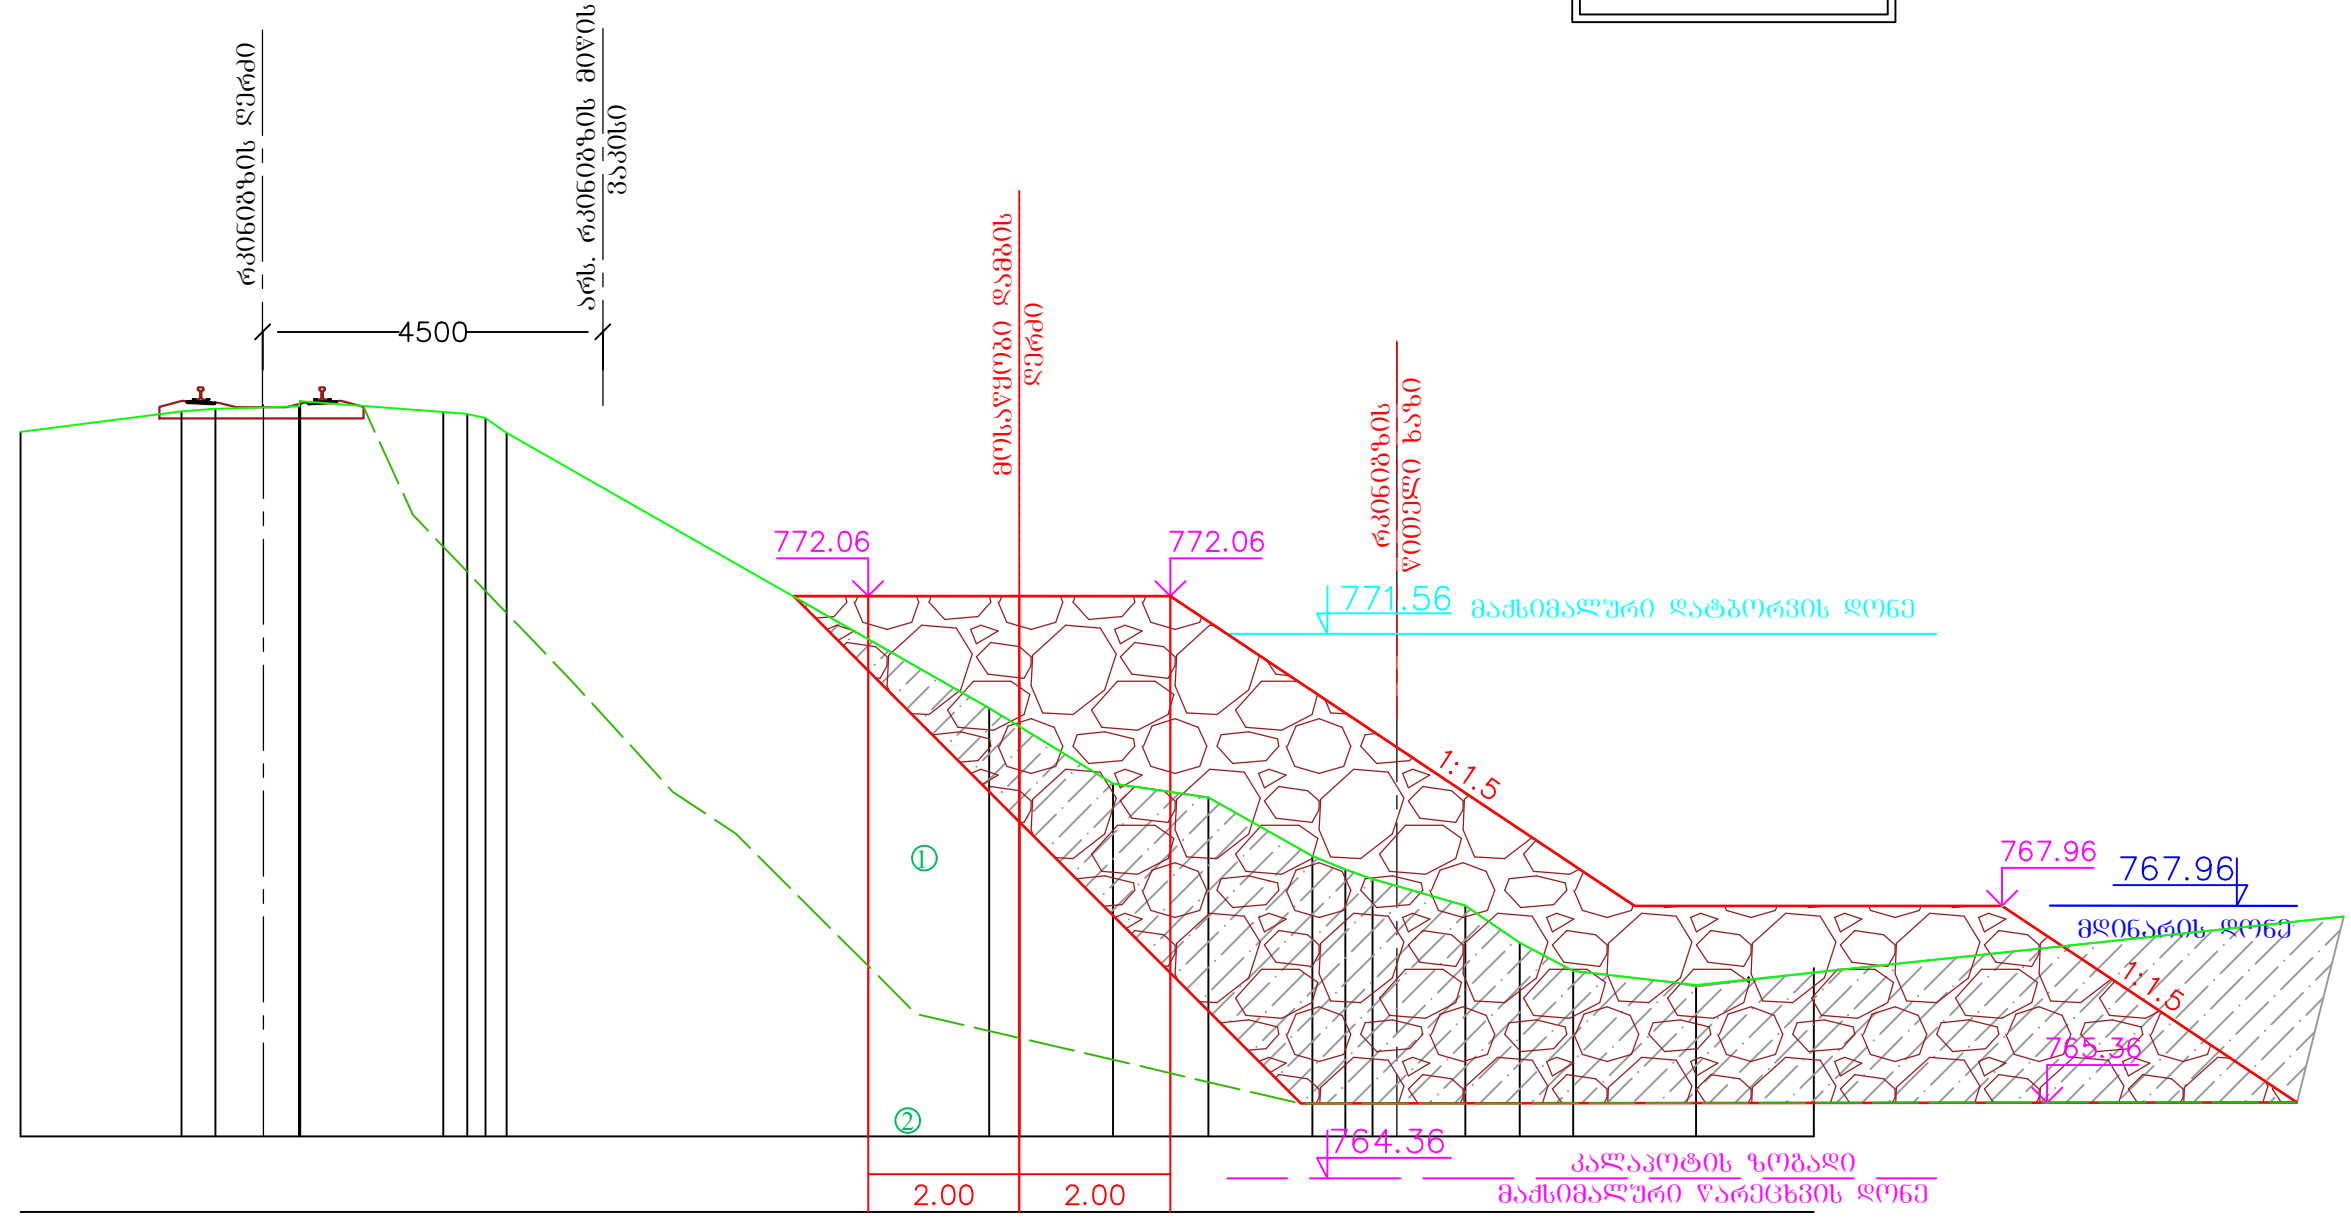 რკინიგზის ღერძი
არს. რკინიგზის მიწის
ვაკისი
4500
მოსაწყობი დამბის
ღერძი
რკინიგზის
წითელი ხაზი
772.06
772.06
771.56
მაქსიმალური დატბორვის დონე
1:1.5
767.96
767.96
მდინარის დონე
1:1.5
765.36
①
②
764.36
კალაპოტის ზოგადი
მაქსიმალური წარეცხვის დონე
2.00
2.00